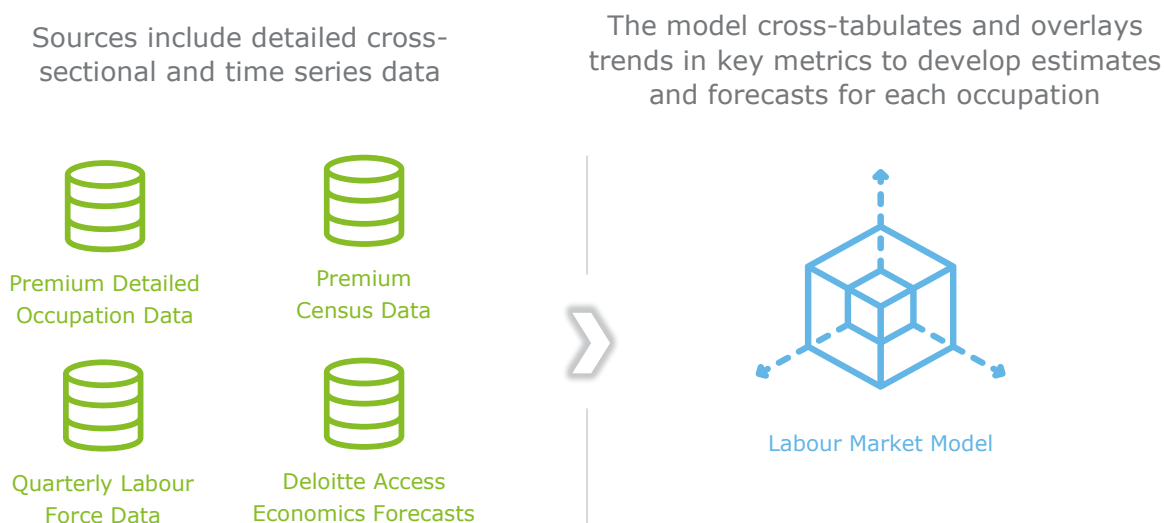 Sources include detailed cross-
sectional and time series data
The model cross-tabulates and overlays
trends in key metrics to develop estimates
and forecasts for each occupation
Premium Detailed
Occupation Data
Premium
Census Data
Quarterly Labour
Force Data
Deloitte Access
Economics Forecasts
Labour Market Model